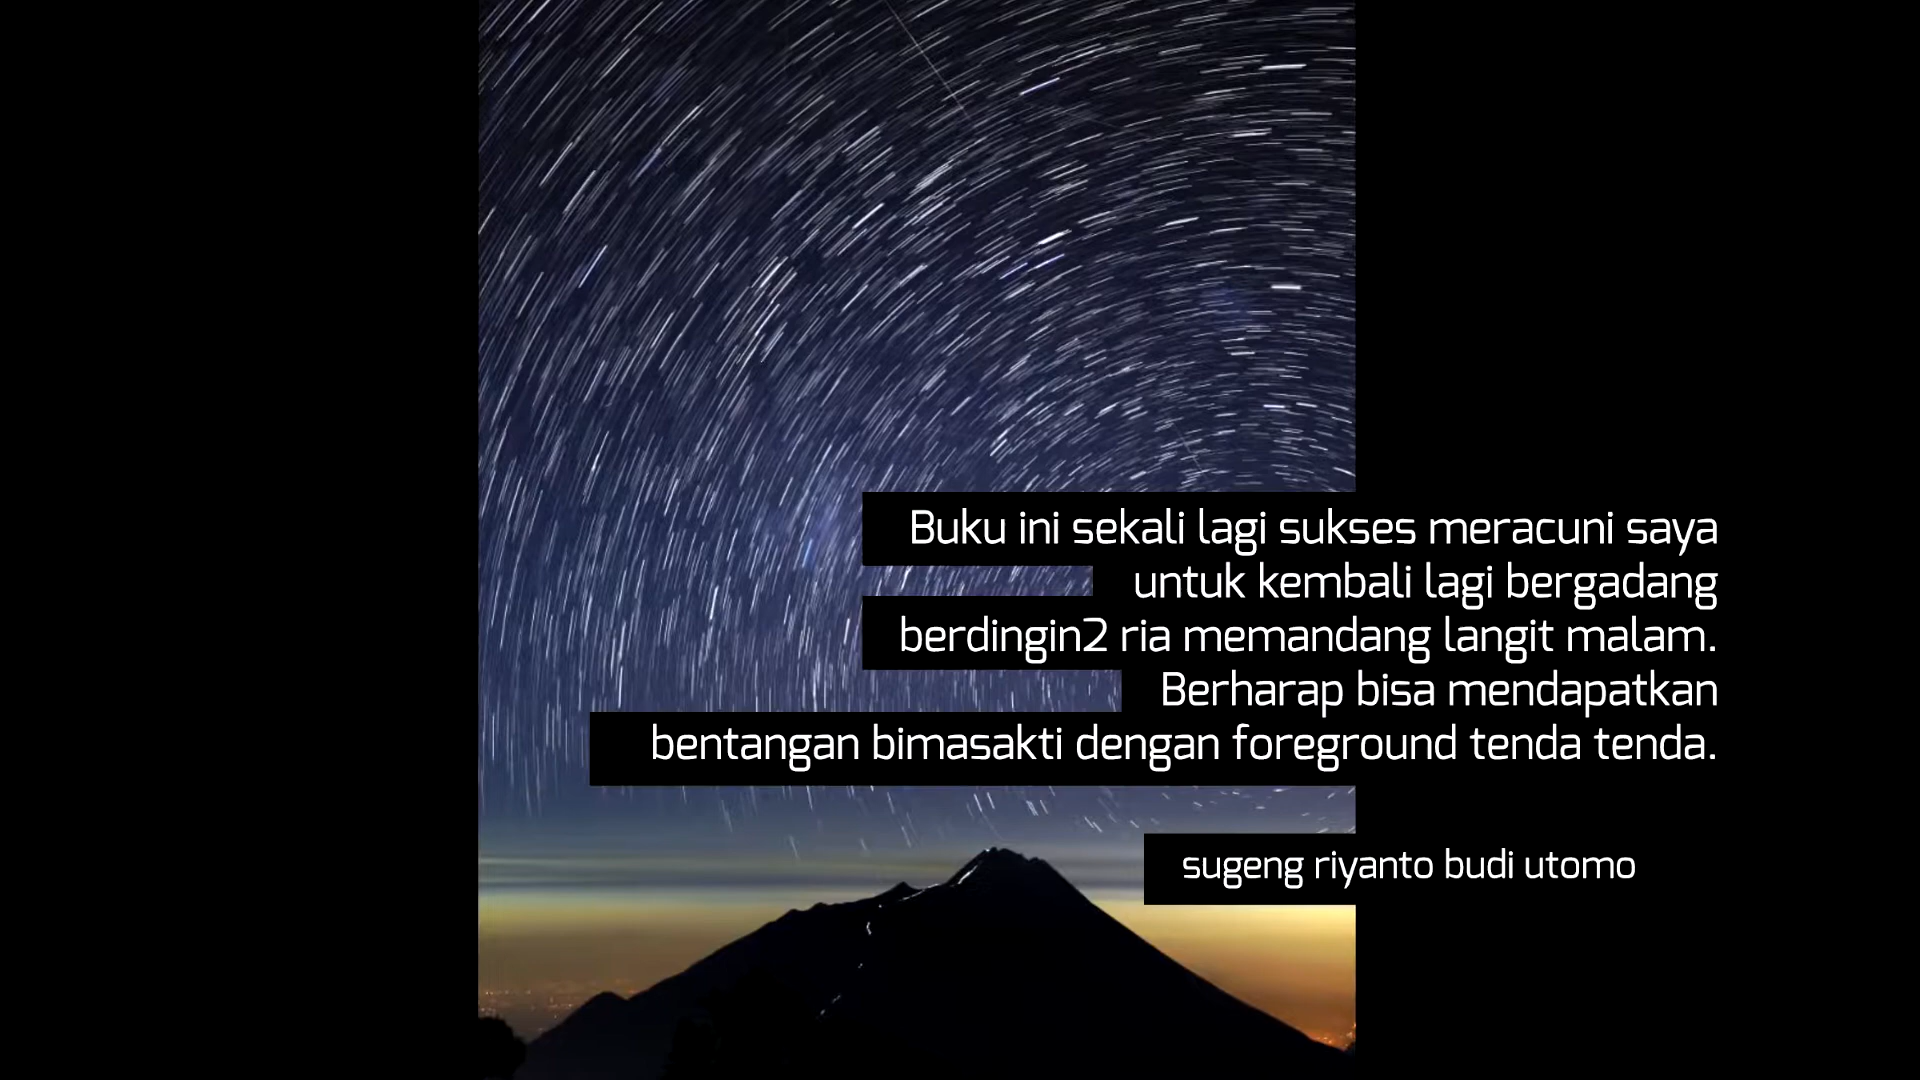 Buku ini sekali lagi sukses meracuni saya
untuk kembali lagi bergadang
berdingin2 ria memandang langit malam.
Berharap bisa mendapatkan
bentangan bimasakti dengan foreground tenda tenda.
sugeng riyanto budi utomo